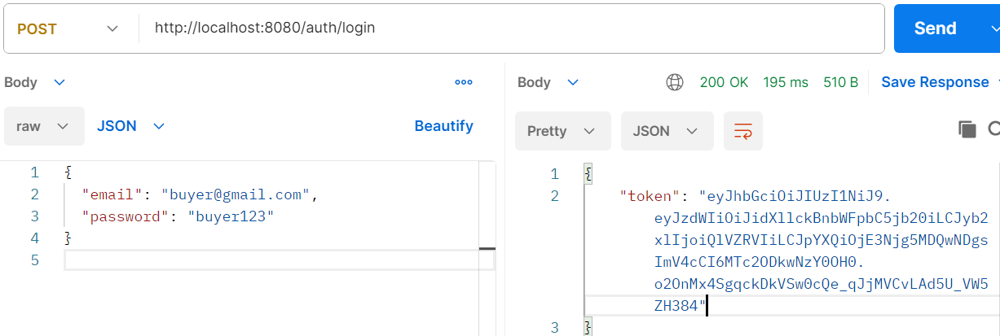 POST http://localhost:8080/auth/login Send
Body
raw JSON Beautify
1 {
2 "email": "buyer@gmail.com",
3 "password": "buyer123"
4 }
5
Body 200 OK 195 ms 510 B Save Response
Pretty JSON
1 {
2 "token": "eyJhbGciOiJIUzI1NiJ9.
eyJzdWIiOiJidXllckBnbWFpbC5jb20iLCJyb2
xlIjoiQlVZRVIiLCJpYXQiOjE3Njg5MDQwNDgs
ImV4cCI6MTc2ODkwNzY0OH0.
o2OnMx4SgqckDkVSw0cQe_qJjMVCvLAd5U_VW5
ZH384"
3 }